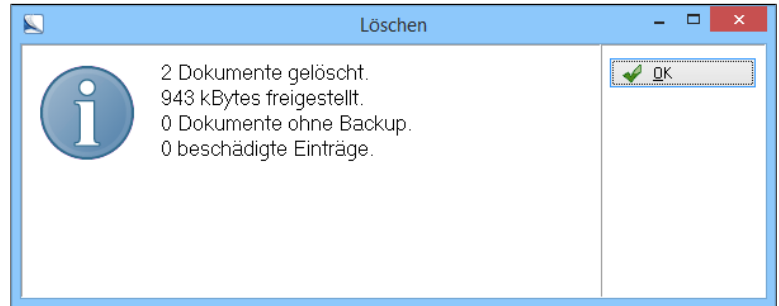 Löschen
2 Dokumente gelöscht.
943 kBytes freigestellt.
0 Dokumente ohne Backup.
0 beschädigte Einträge.
OK